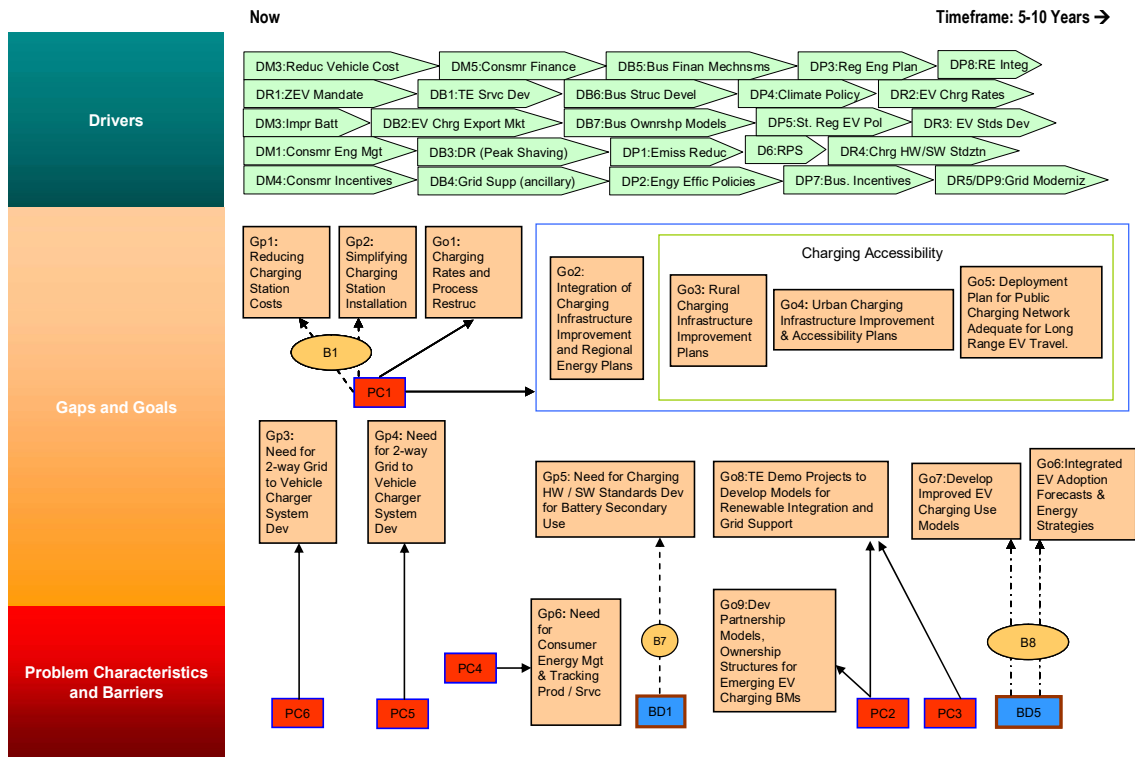 Now
Timeframe: 5-10 Years →
Drivers
DM3:Reduc Vehicle Cost
DM5:Consmr Finance
DB5:Bus Finan Mechnsms
DP3:Reg Eng Plan
DP8:RE Integ
DR1:ZEV Mandate
DB1:TE Srvc Dev
DB6:Bus Struc Devel
DP4:Climate Policy
DR2:EV Chrg Rates
DM3:Impr Batt
DB2:EV Chrg Export Mkt
DB7:Bus Ownrshp Models
DP5:St. Reg EV Pol
DR3: EV Stds Dev
DM1:Consmr Eng Mgt
DB3:DR (Peak Shaving)
DP1:Emiss Reduc
D6:RPS
DR4:Chrg HW/SW Stdztn
DM4:Consmr Incentives
DB4:Grid Supp (ancillary)
DP2:Engy Effic Policies
DP7:Bus. Incentives
DR5/DP9:Grid Moderniz
Gaps and Goals
Gp1:
Reducing
Charging
Station
Costs
Gp2:
Simplifying
Charging
Station
Installation
Go1:
Charging
Rates and
Process
Restruc
Go2:
Integration of
Charging
Infrastructure
Improvement
and Regional
Energy Plans
Charging Accessibility
Go3: Rural
Charging
Infrastructure
Improvement
Plans
Go4: Urban Charging
Infrastructure Improvement
& Accessibility Plans
Go5: Deployment
Plan for Public
Charging Network
Adequate for Long
Range EV Travel.
B1
PC1
Gp3:
Need for
2-way Grid
to Vehicle
Charger
System
Dev
Gp4: Need
for 2-way
Grid to
Vehicle
Charger
System
Dev
Gp5: Need for Charging
HW / SW Standards Dev
for Battery Secondary
Use
Go8:TE Demo Projects to
Develop Models for
Renewable Integration and
Grid Support
Go7:Develop
Improved EV
Charging Use
Models
Go6:Integrated
EV Adoption
Forecasts &
Energy
Strategies
Problem Characteristics
and Barriers
PC6
PC5
PC4
Gp6: Need
for
Consumer
Energy Mgt
& Tracking
Prod / Srvc
B7
BD1
Go9:Dev
Partnership
Models,
Ownership
Structures for
Emerging EV
Charging BMs
PC2
PC3
B8
BD5